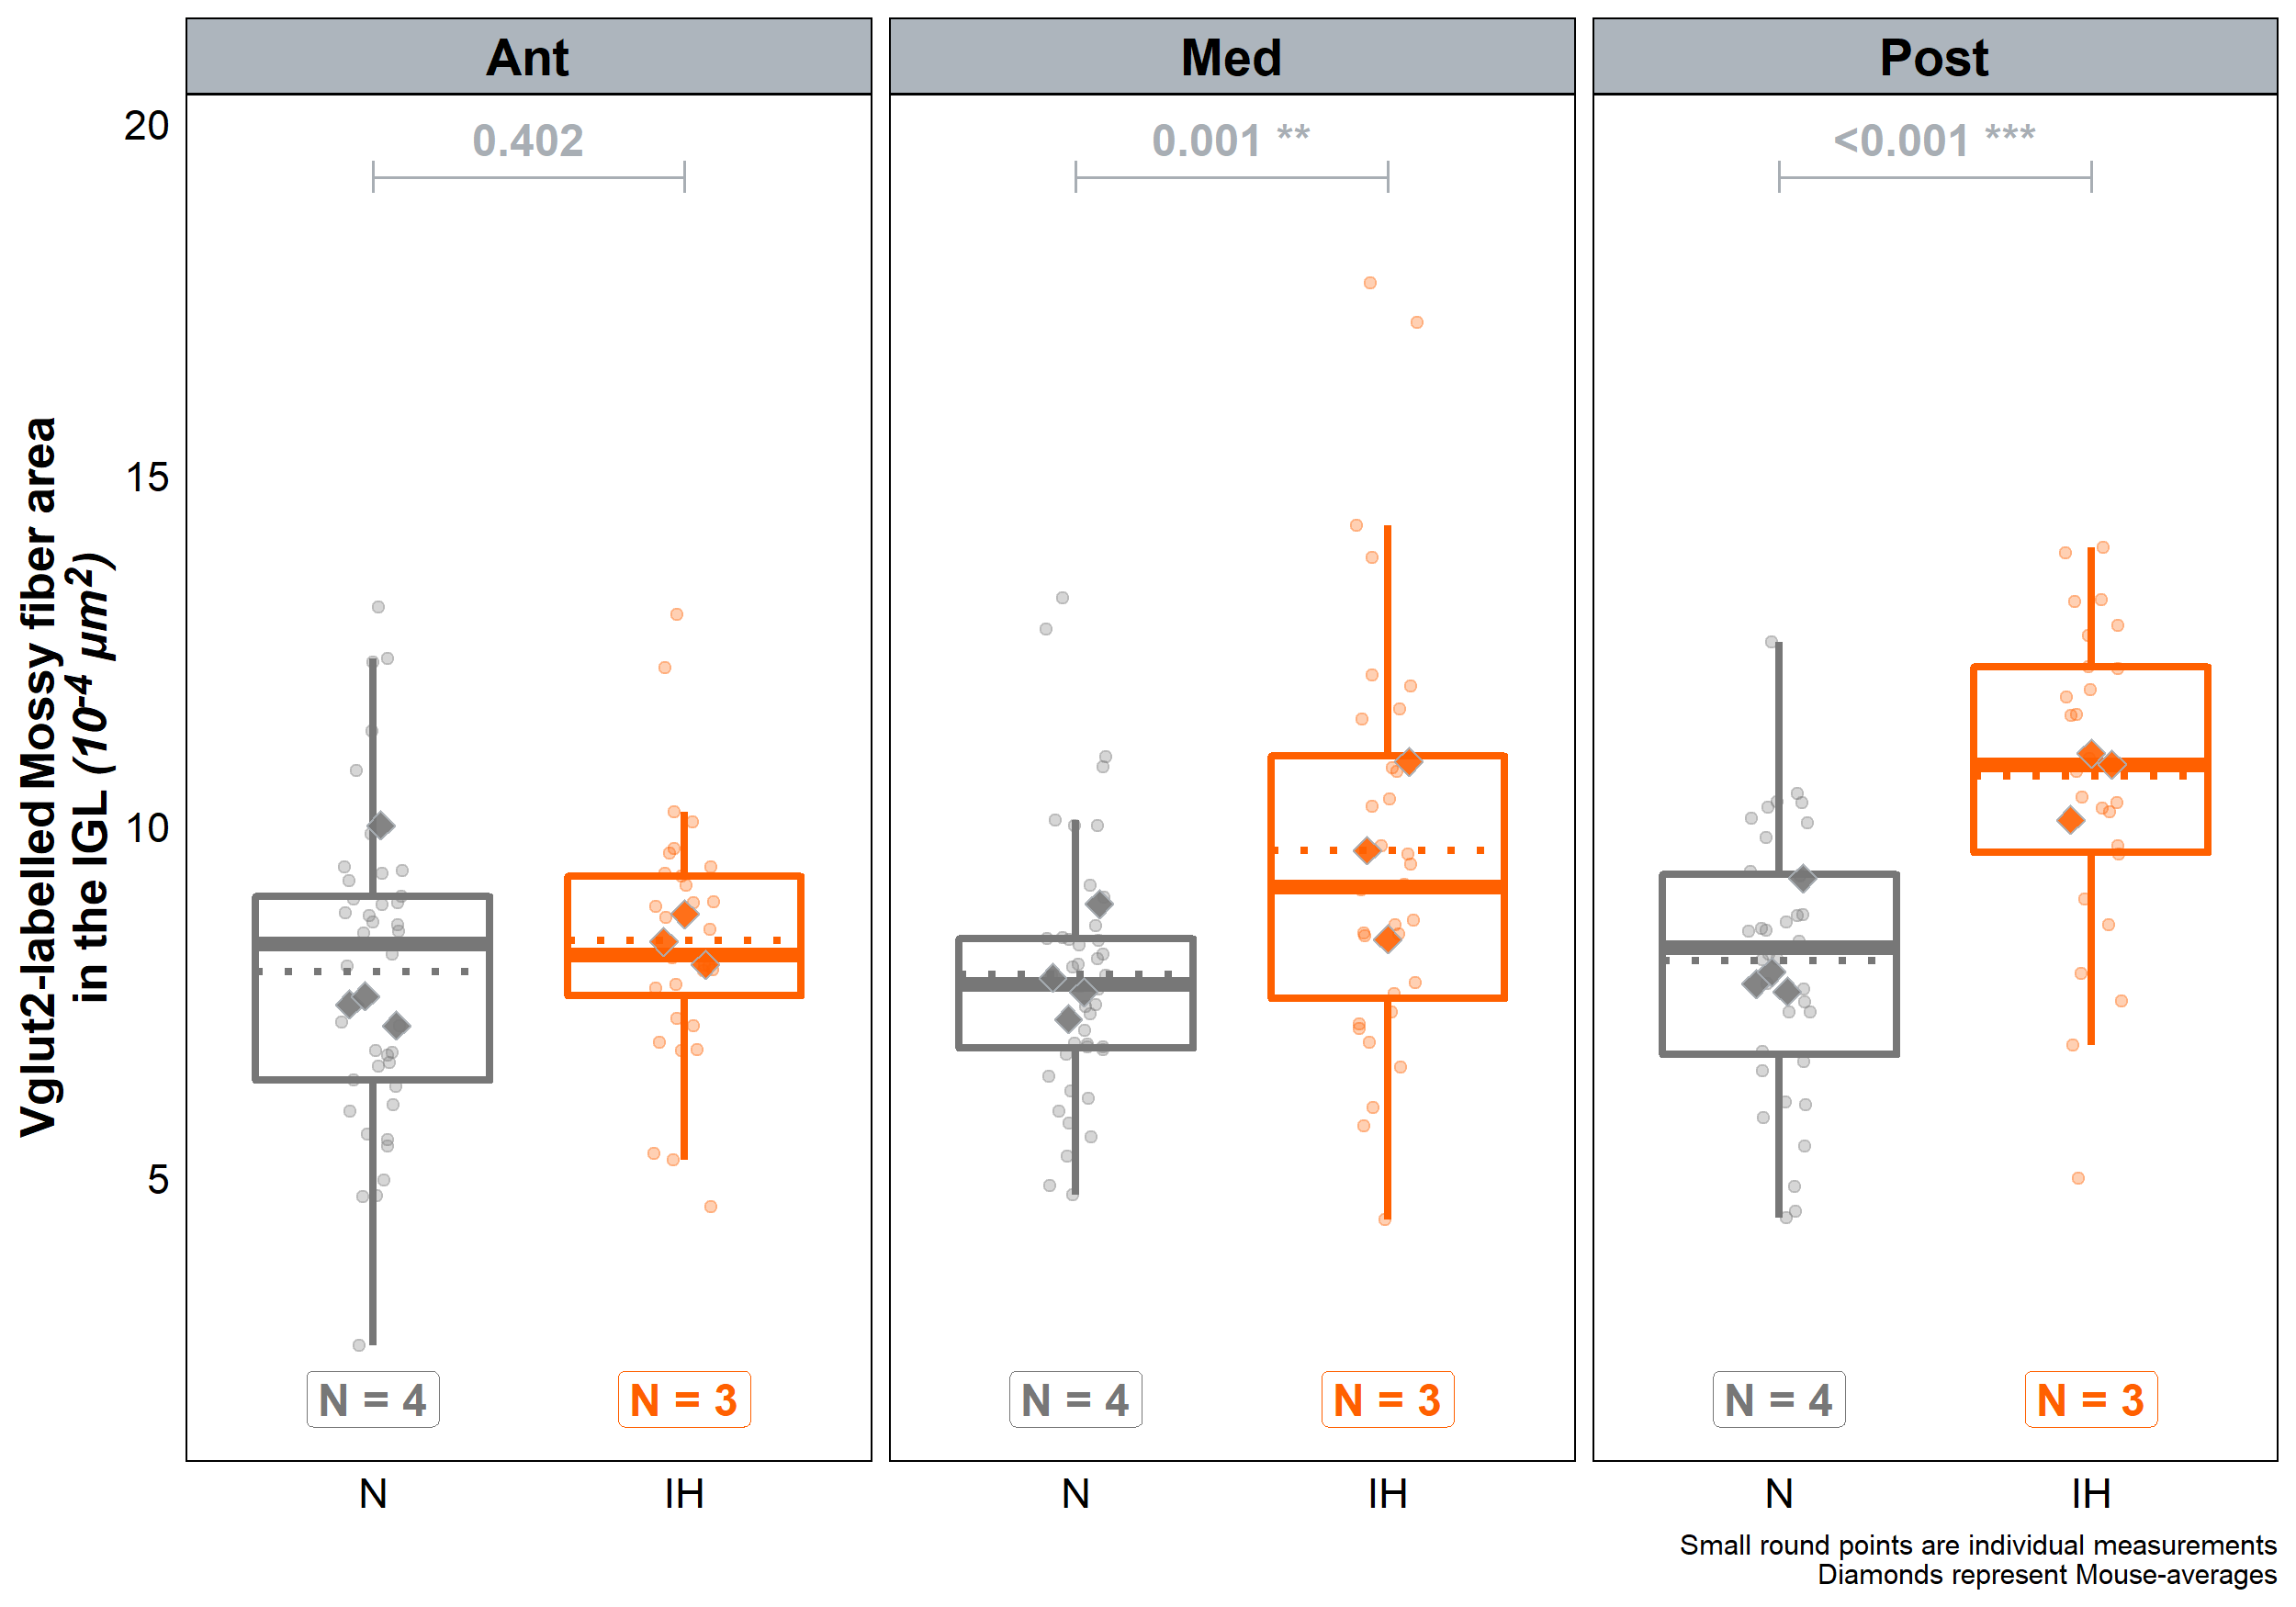 Ant Med Post
Vglut2-labelled Mossy fiber area
in the IGL (10⁻⁴ µm²)
20
15
10
5
0.402
0.001 **
<0.001 ***
N = 4
N = 3
N = 4
N = 3
N = 4
N = 3
N IH N IH N IH
Small round points are individual measurements
Diamonds represent Mouse-averages